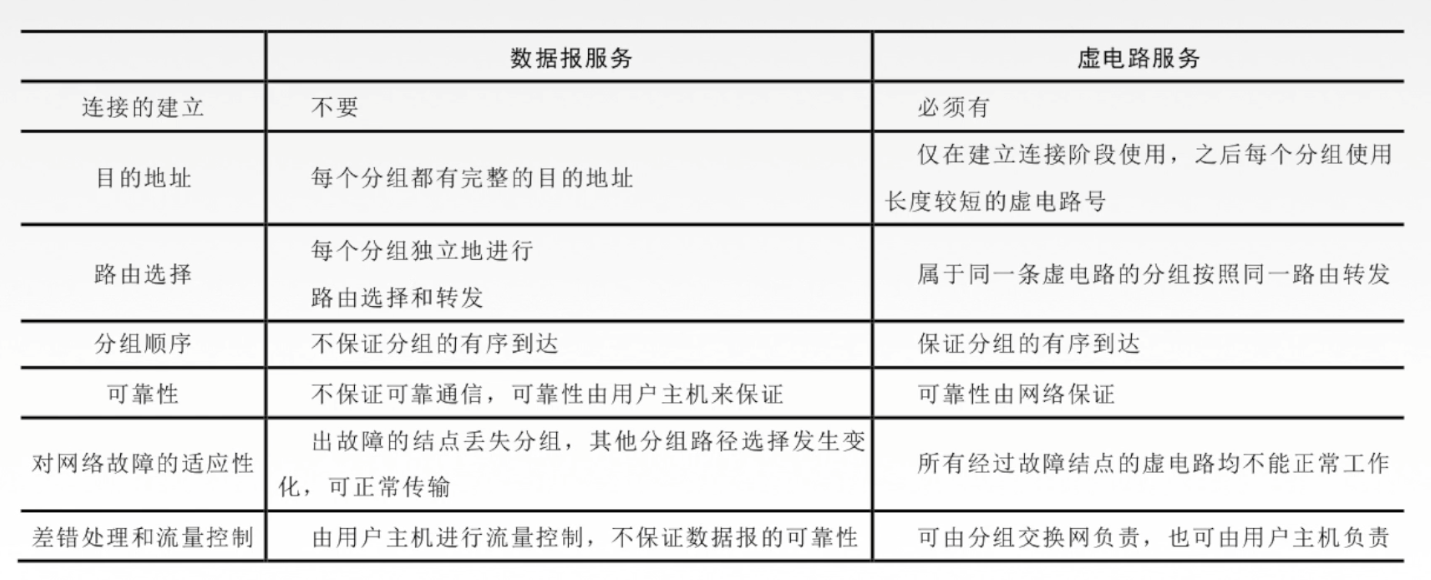 数据报服务 虚电路服务
连接的建立 不要 必须有
目的地址 每个分组都有完整的目的地址 仅在建立连接阶段使用，之后每个分组使用
长度较短的虚电路号
路由选择 每个分组独立地进行
路由选择和转发 属于同一条虚电路的分组按照同一路由转发
分组顺序 不保证分组的有序到达 保证分组的有序到达
可靠性 不保证可靠通信，可靠性由用户主机来保证 可靠性由网络保证
对网络故障的适应性 出故障的结点丢失分组，其他分组路径选择发生变
化，可正常传输 所有经过故障结点的虚电路均不能正常工作
差错处理和流量控制 由用户主机进行流量控制，不保证数据报的可靠性 可由分组交换网负责，也可由用户主机负责